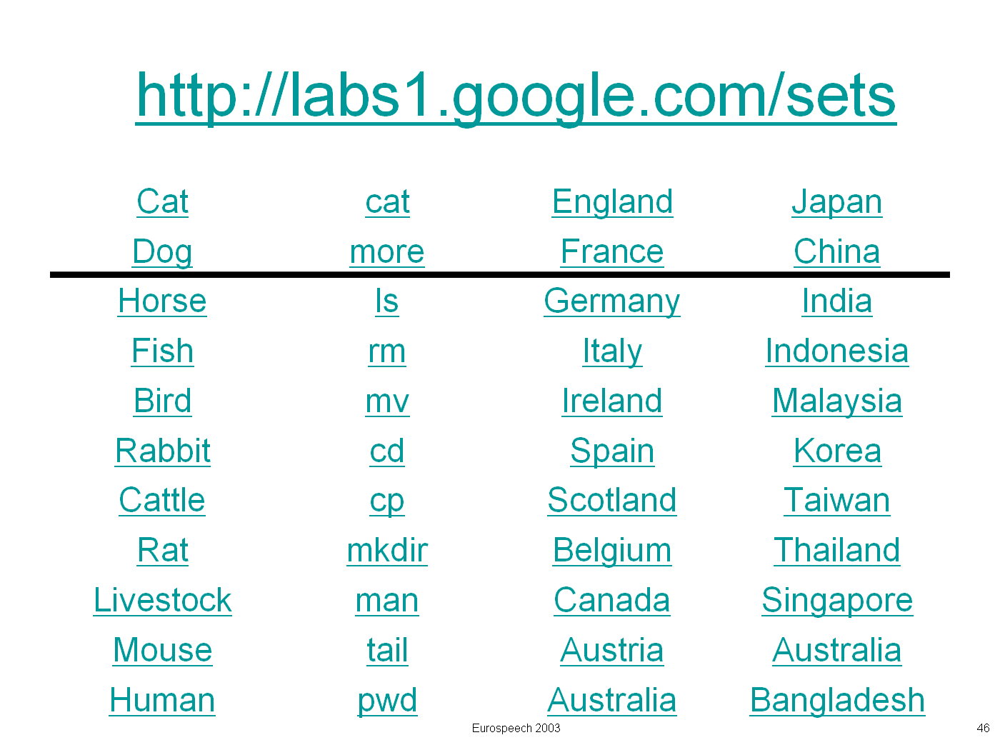 http://labs1.google.com/sets
Cat cat England Japan
Dog more France China
Horse ls Germany India
Fish rm Italy Indonesia
Bird mv Ireland Malaysia
Rabbit cd Spain Korea
Cattle cp Scotland Taiwan
Rat mkdir Belgium Thailand
Livestock man Canada Singapore
Mouse tail Austria Australia
Human pwd Australia Bangladesh
Eurospeech 2003 46